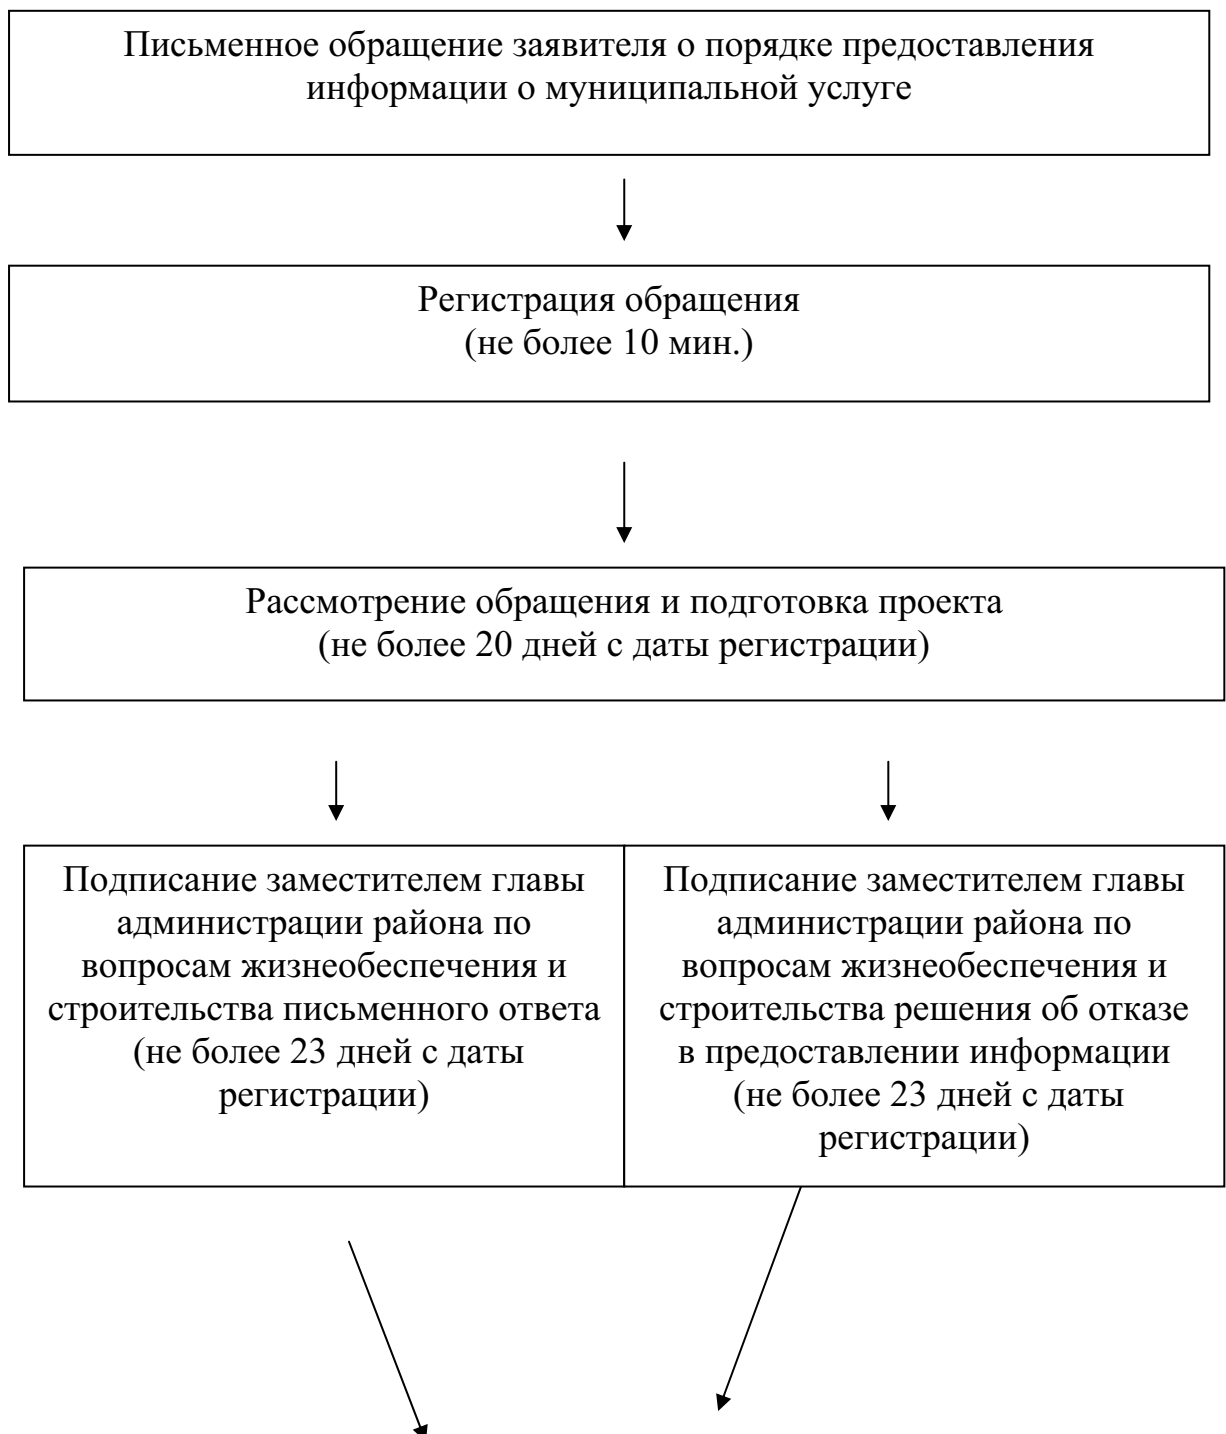 Письменное обращение заявителя о порядке предоставления
информации о муниципальной услуге
Регистрация обращения
(не более 10 мин.)
Рассмотрение обращения и подготовка проекта
(не более 20 дней с даты регистрации)
Подписание заместителем главы
администрации района по
вопросам жизнеобеспечения и
строительства письменного ответа
(не более 23 дней с даты
регистрации)
Подписание заместителем главы
администрации района по
вопросам жизнеобеспечения и
строительства решения об отказе
в предоставлении информации
(не более 23 дней с даты
регистрации)